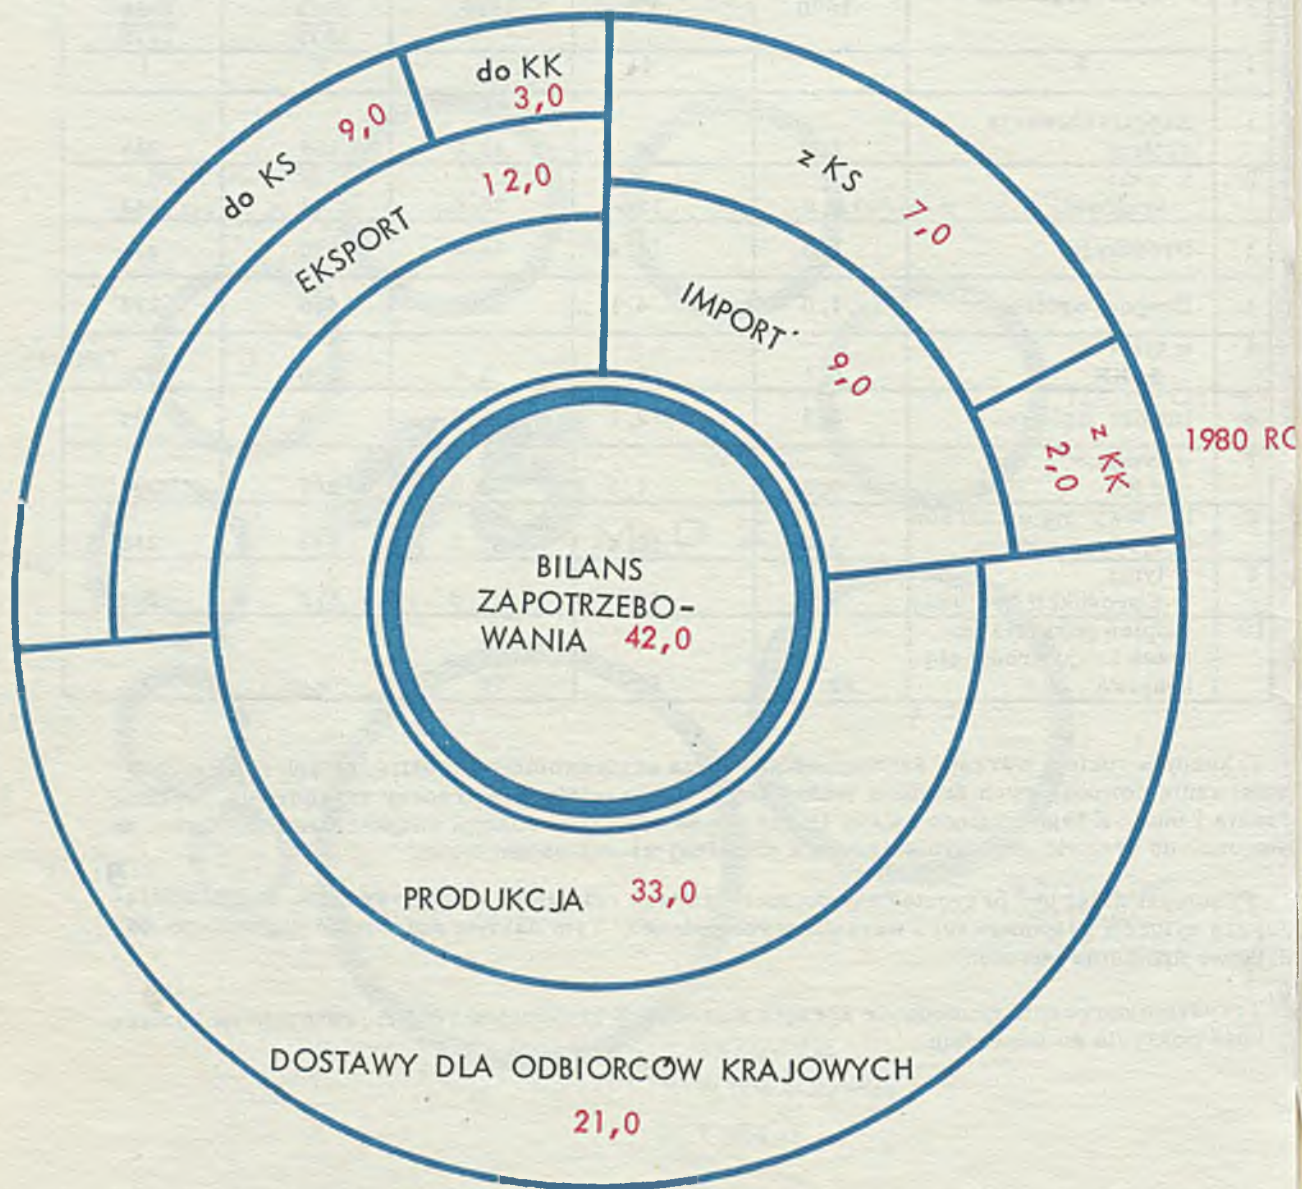 do KK
3,0
do KS 9,0
EKSPORT 12,0
z KS 7,0
IMPORT 9,0
z KK
2,0
1980
BILANS
ZAPOTRZEBO-
WANIA 42,0
PRODUKCJA 33,0
DOSTAWY DLA ODBIORCÓW KRAJOWYCH
21,0